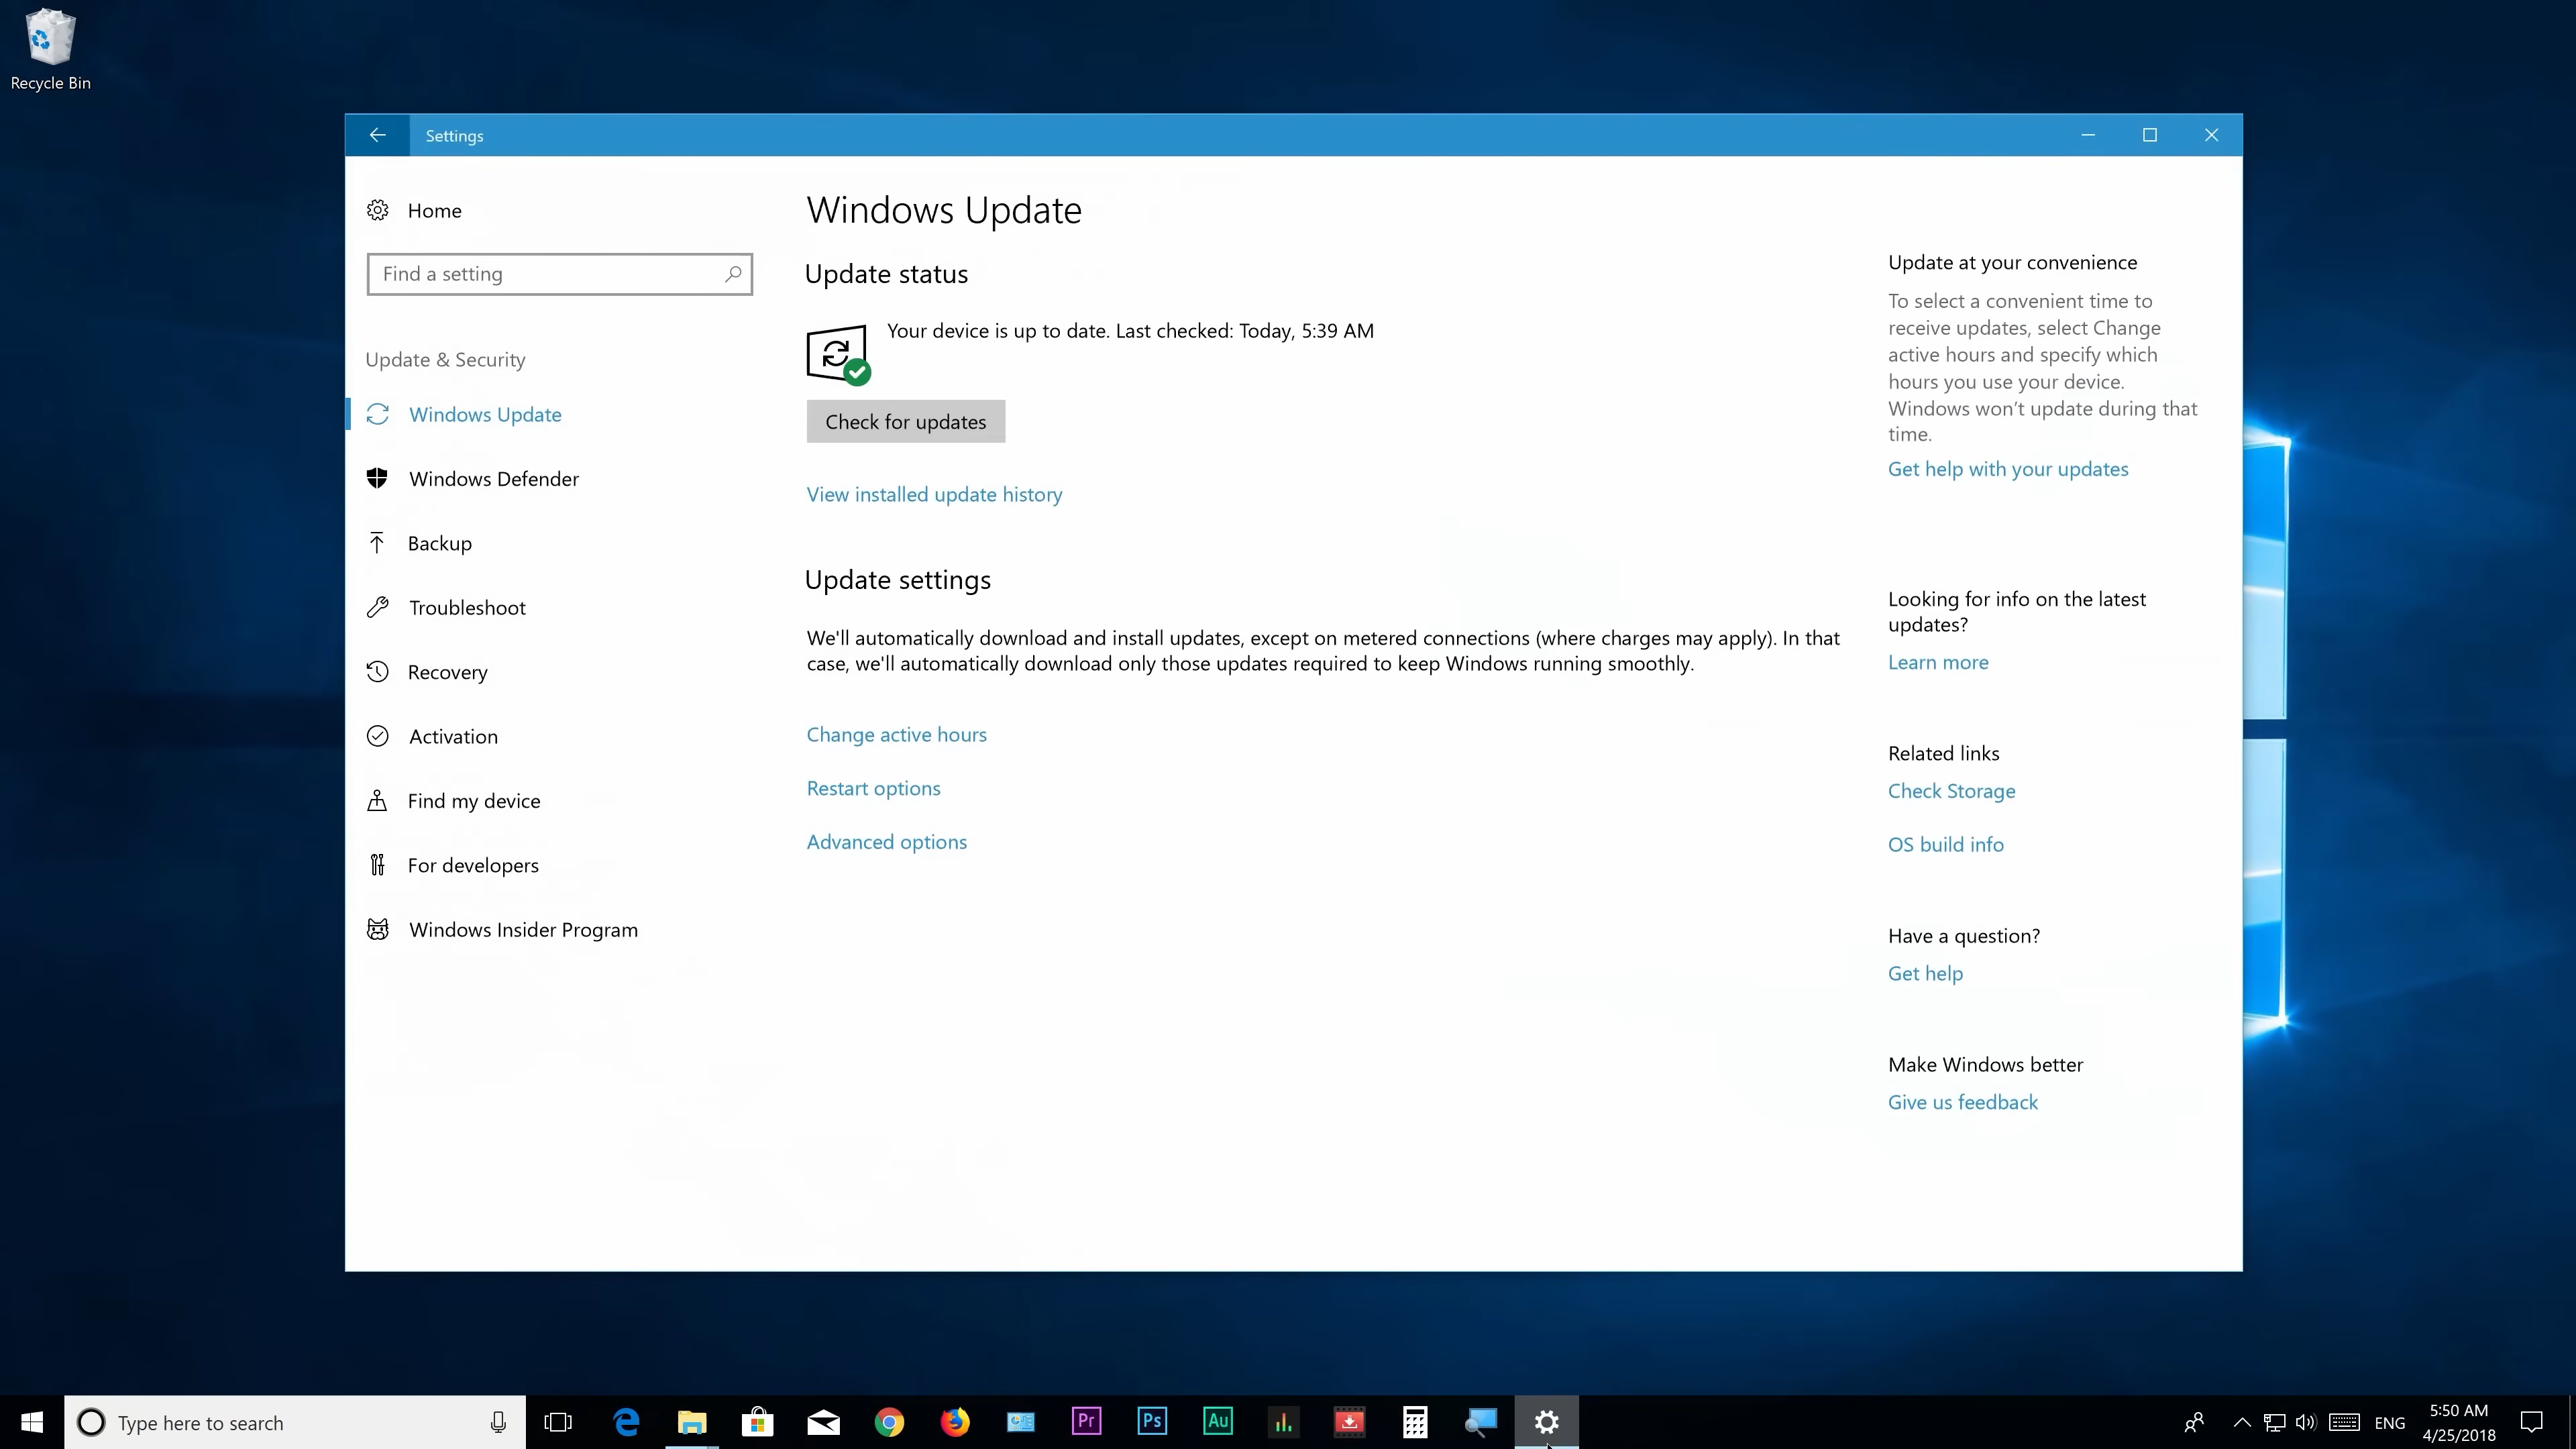 Recycle Bin
Settings
Home
Find a setting
Update & Security
Windows Update
Windows Defender
Backup
Troubleshoot
Recovery
Activation
Find my device
For developers
Windows Insider Program
Windows Update
Update status
Your device is up to date. Last checked: Today, 5:39 AM
Check for updates
View installed update history
Update settings
We'll automatically download and install updates, except on metered connections (where charges may apply). In that
case, we'll automatically download only those updates required to keep Windows running smoothly.
Change active hours
Restart options
Advanced options
Update at your convenience
To select a convenient time to
receive updates, select Change
active hours and specify which
hours you use your device.
Windows won't update during that
time.
Get help with your updates
Looking for info on the latest
updates?
Learn more
Related links
Check Storage
OS build info
Have a question?
Get help
Make Windows better
Give us feedback
Type here to search
Pr
Ps
Au
ENG
5:50 AM
4/25/2018